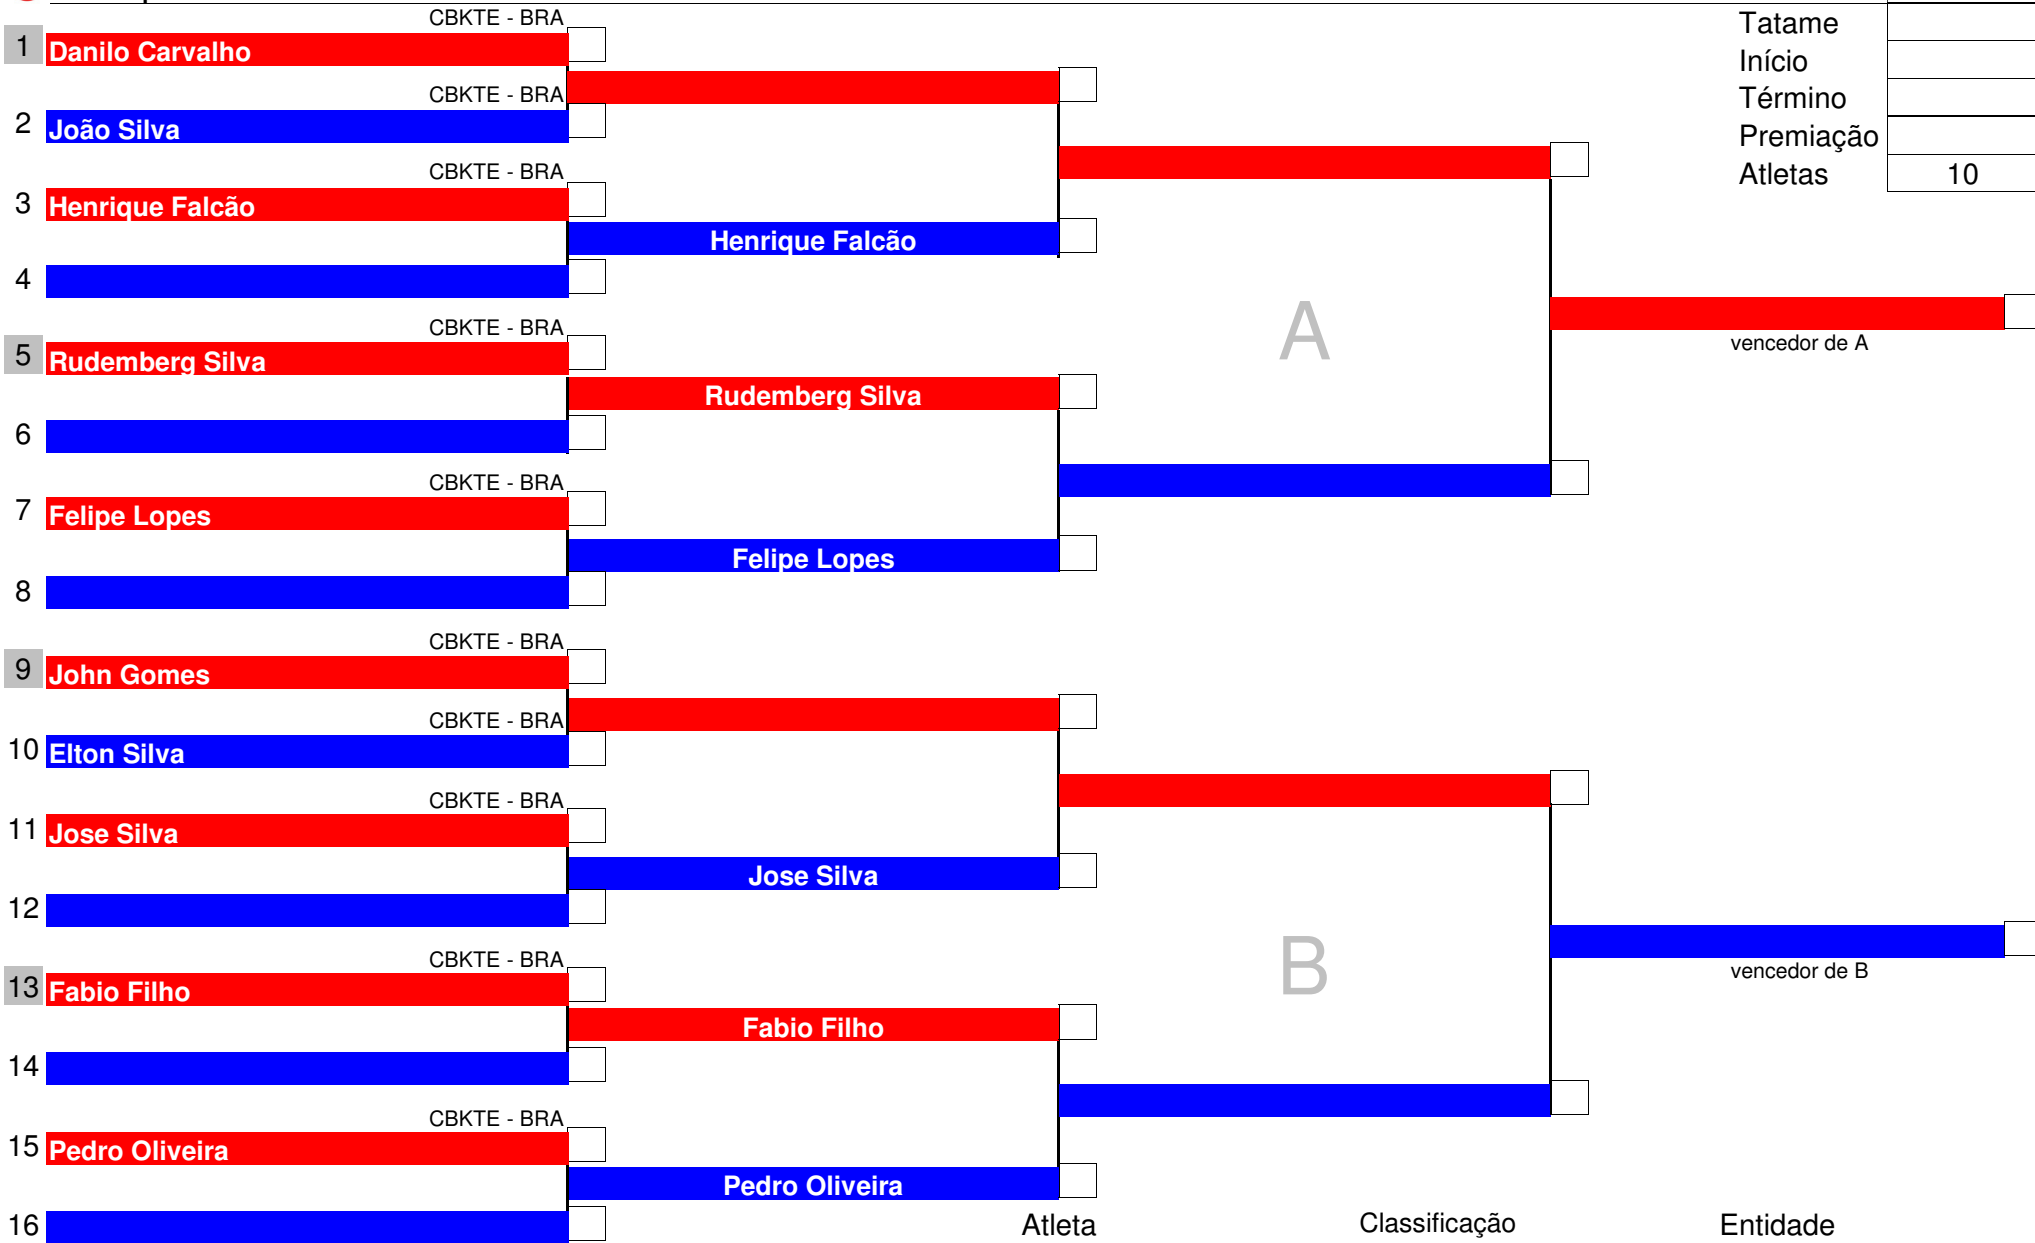 CBKTE - BRA
Tatame
1 Danilo Carvalho
Início
CBKTE - BRA
Término
2 João Silva
Premiação
CBKTE - BRA
Atletas 10
3 Henrique Falcão
Henrique Falcão
4
A
CBKTE - BRA
vencedor de A
5 Rudemberg Silva
Rudemberg Silva
6
CBKTE - BRA
7 Felipe Lopes
Felipe Lopes
8
CBKTE - BRA
9 John Gomes
CBKTE - BRA
10 Elton Silva
CBKTE - BRA
11 Jose Silva
Jose Silva
12
CBKTE - BRA
B
vencedor de B
13 Fabio Filho
Fabio Filho
14
CBKTE - BRA
15 Pedro Oliveira
Pedro Oliveira
16
Atleta Classificação Entidade